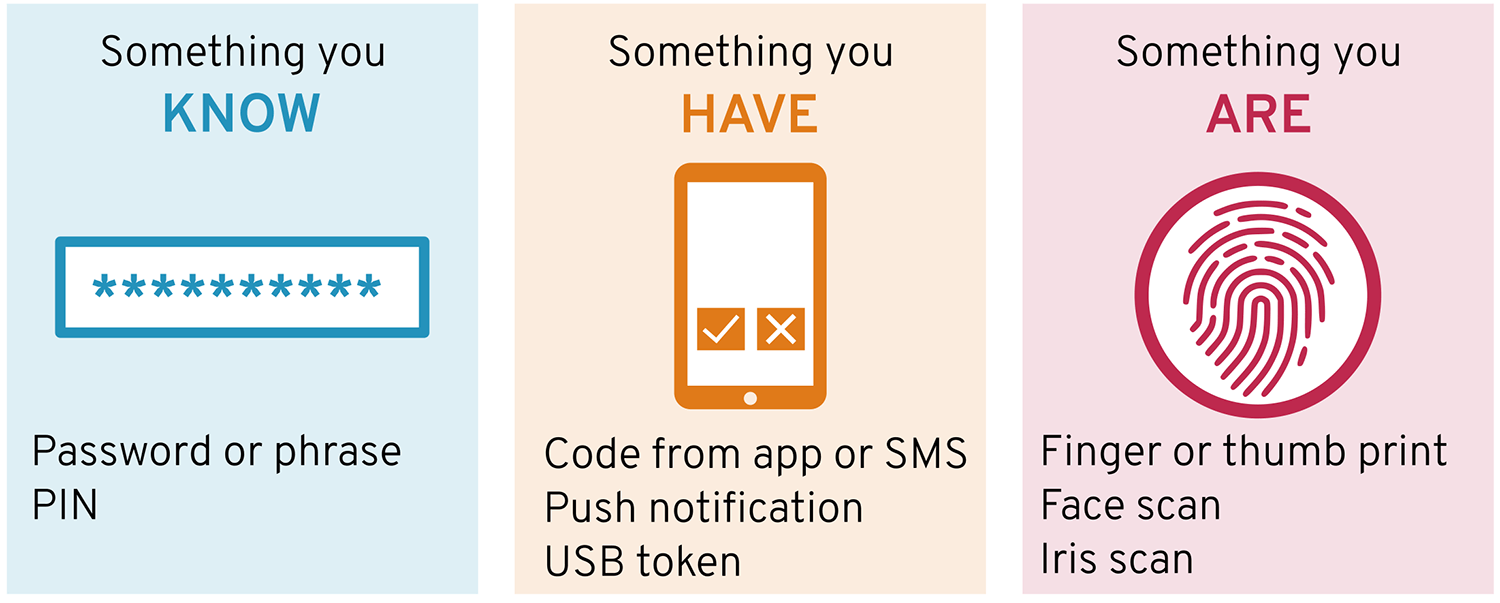 Something you
KNOW
**********
Password or phrase
PIN
Something you
HAVE
Code from app or SMS
Push notification
USB token
Something you
ARE
Finger or thumb print
Face scan
Iris scan